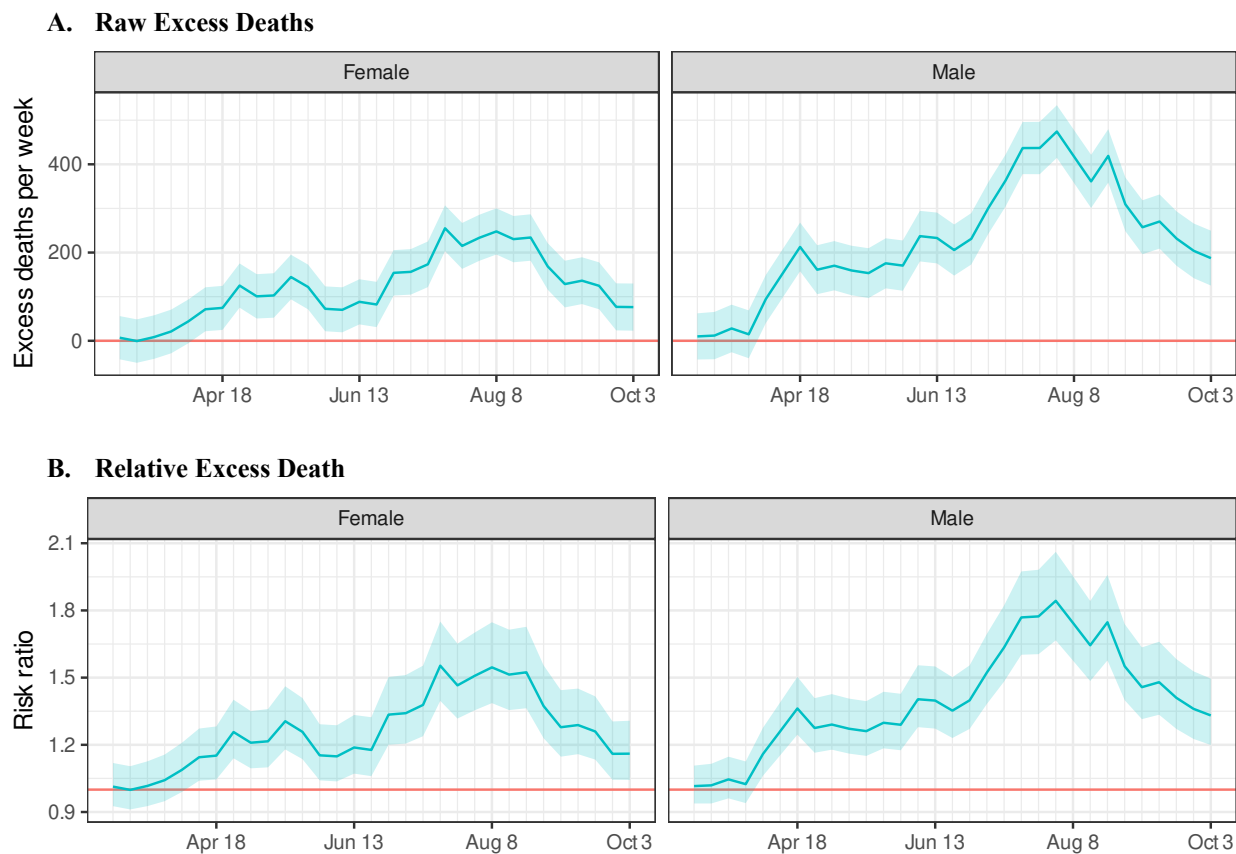 A. Raw Excess Deaths
Female
Male
Excess deaths per week
400
200
0
Apr 18
Jun 13
Aug 8
Oct 3
Apr 18
Jun 13
Aug 8
Oct 3
B. Relative Excess Death
Female
Male
Risk ratio
2.1
1.8
1.5
1.2
0.9
Apr 18
Jun 13
Aug 8
Oct 3
Apr 18
Jun 13
Aug 8
Oct 3